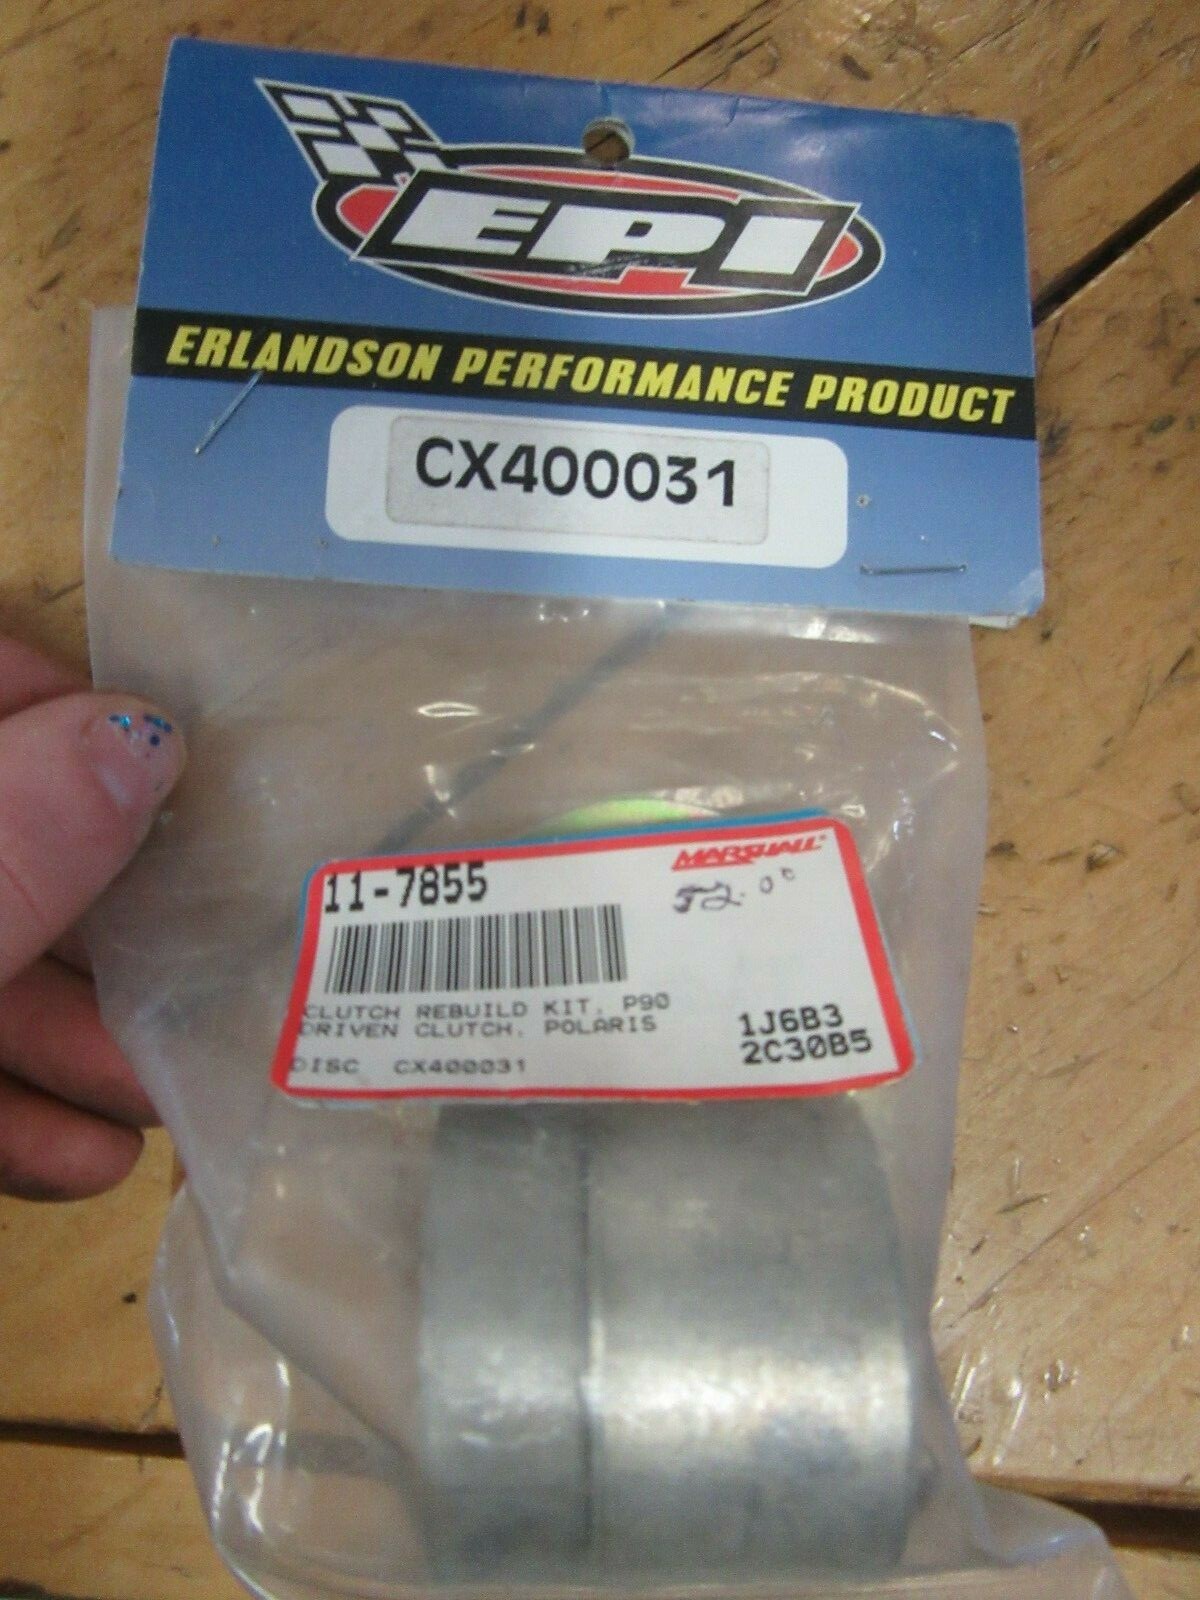 EPI
ERLANDSON PERFORMANCE PRODUCT
CX400031
MARSHALL
11-7855
52.00
CLUTCH REBUILD KIT, P90
DRIVEN CLUTCH, POLARIS
1J6B3
2C30B5
DISC CX400031